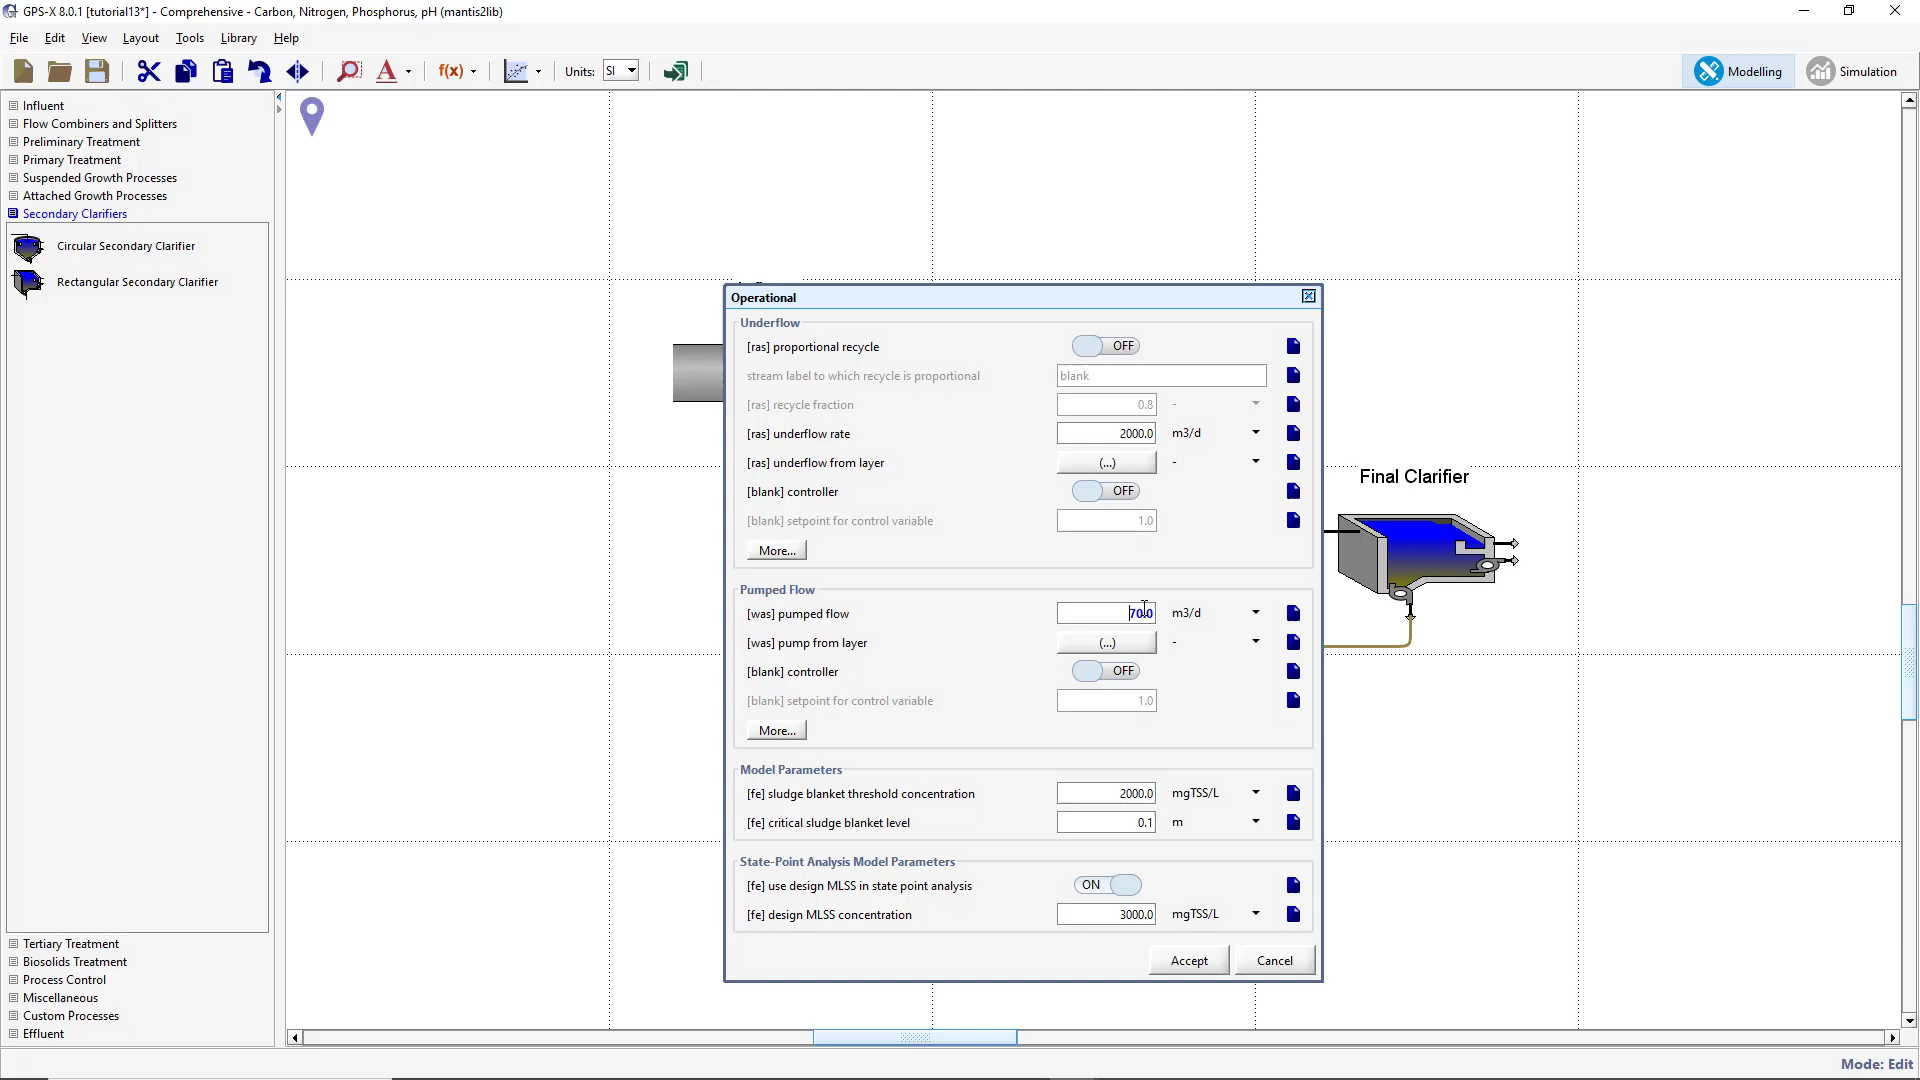 GPS-X 8.0.1 [tutorial13*] - Comprehensive - Carbon, Nitrogen, Phosphorus, pH (mantis2lib)
File Edit View Layout Tools Library Help
A f(x) Units: SI Modelling Simulation
Influent
Flow Combiners and Splitters
Preliminary Treatment
Primary Treatment
Suspended Growth Processes
Attached Growth Processes
Secondary Clarifiers
Circular Secondary Clarifier
Rectangular Secondary Clarifier
Tertiary Treatment
Biosolids Treatment
Process Control
Miscellaneous
Custom Processes
Effluent
Operational
Underflow
[ras] proportional recycle OFF
stream label to which recycle is proportional blank
[ras] recycle fraction 0.8 -
[ras] underflow rate 2000.0 m3/d
[ras] underflow from layer (...) -
[blank] controller OFF
[blank] setpoint for control variable 1.0
More...
Pumped Flow
[was] pumped flow 70.0 m3/d
[was] pump from layer (...) -
[blank] controller OFF
[blank] setpoint for control variable 1.0
More...
Model Parameters
[fe] sludge blanket threshold concentration 2000.0 mgTSS/L
[fe] critical sludge blanket level 0.1 m
State-Point Analysis Model Parameters
[fe] use design MLSS in state point analysis ON
[fe] design MLSS concentration 3000.0 mgTSS/L
Accept Cancel
Final Clarifier
Mode: Edit